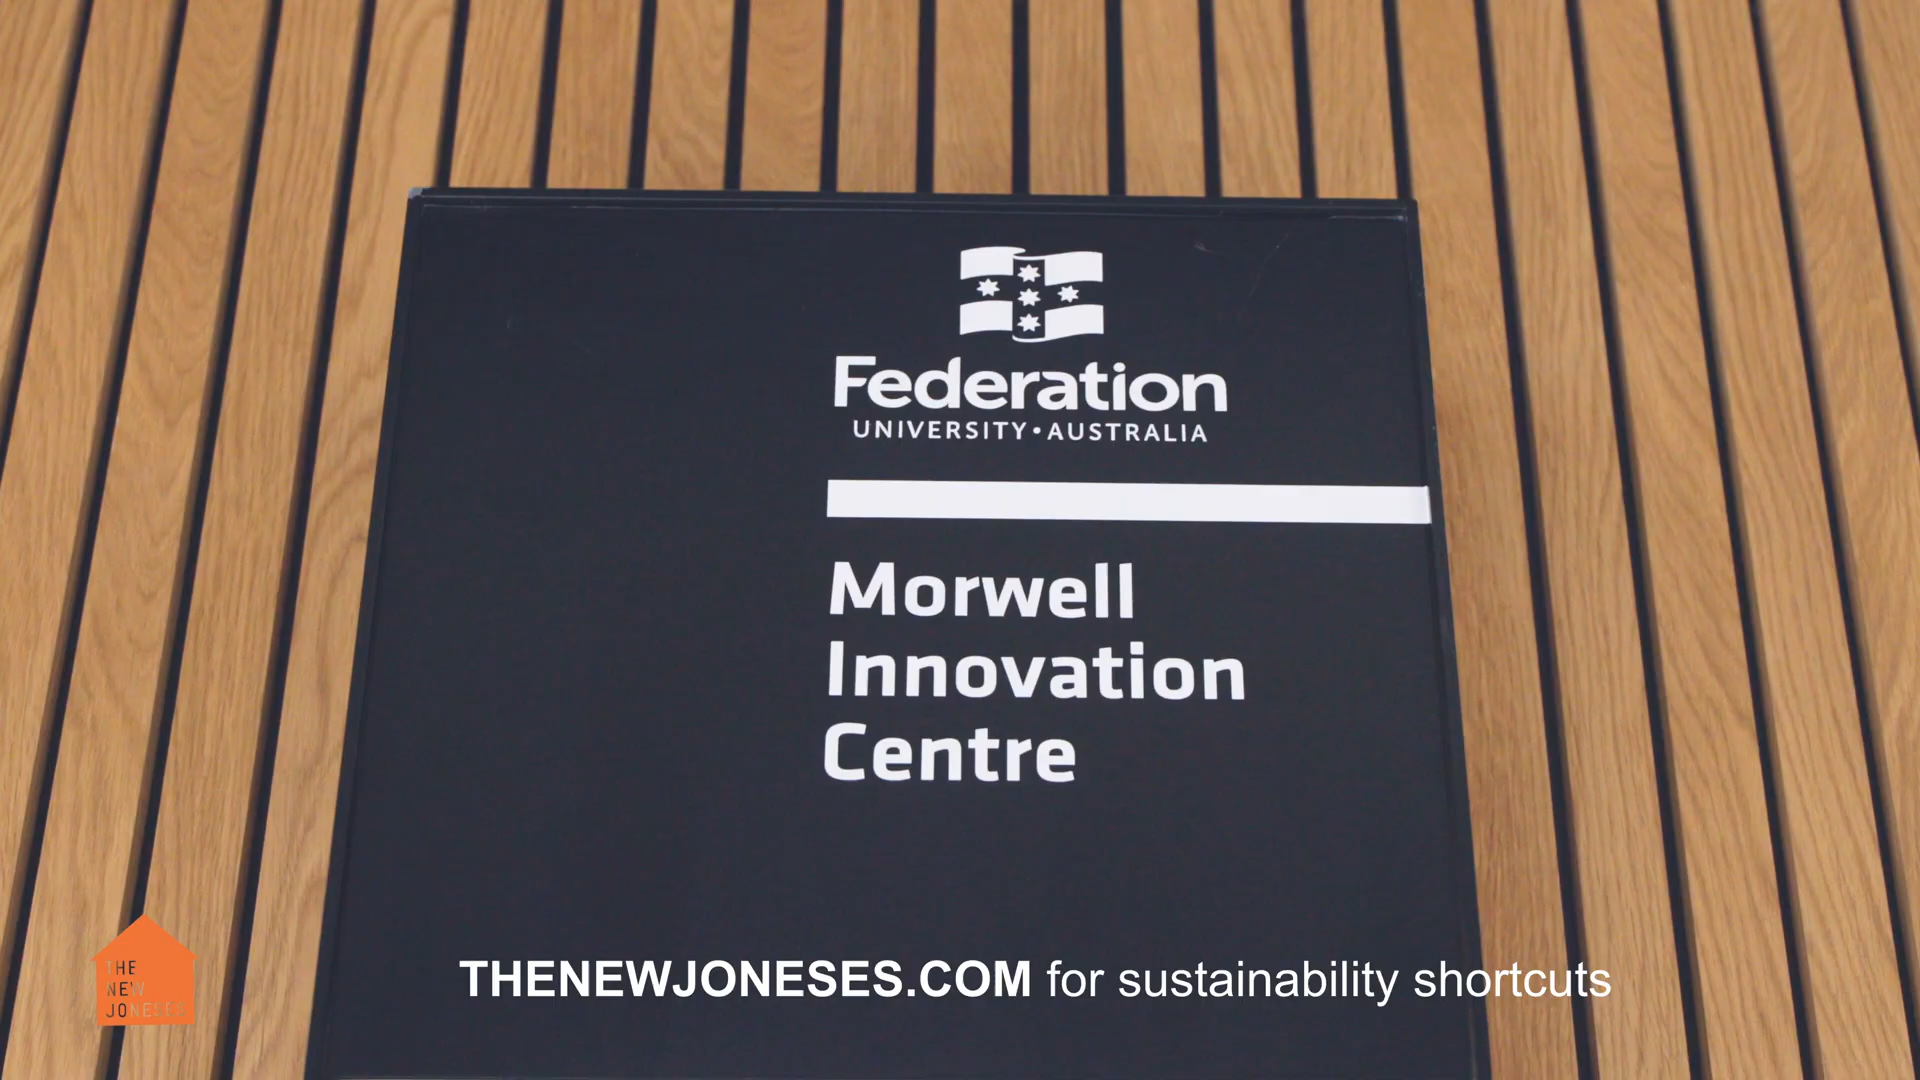 Federation
UNIVERSITY•AUSTRALIA
Morwell
Innovation
Centre
THE
NEW
JONESES
THENEWJONESES.COM for sustainability shortcuts